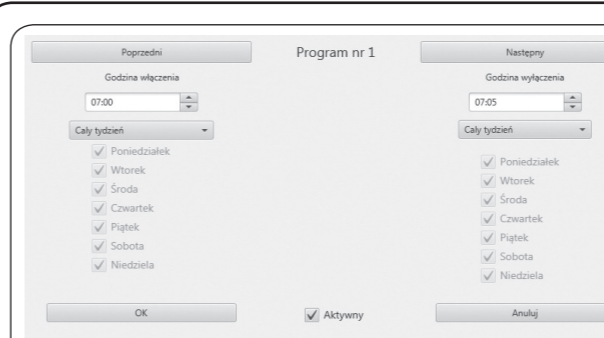 Poprzedni Program nr 1 Następny
Godzina włączenia Godzina wyłączenia
07:00 07:05
Cały tydzień Cały tydzień
Poniedziałek Poniedziałek
Wtorek Wtorek
Środa Środa
Czwartek Czwartek
Piątek Piątek
Sobota Sobota
Niedziela Niedziela
OK Aktywny Anuluj